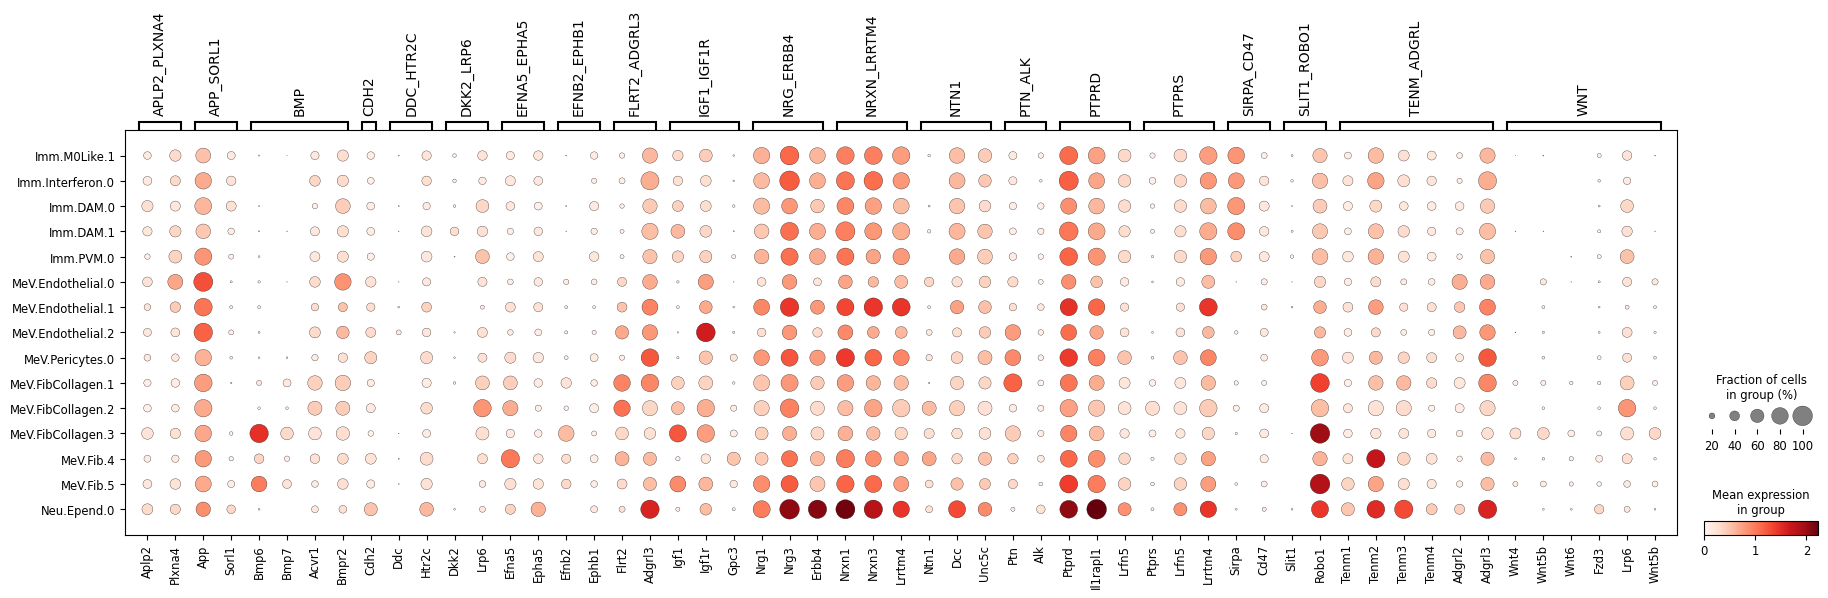 APLP2_PLXNA4
APP_SORL1
BMP
CDH2
DDC_HTR2C
DKK2_LRP6
EFNA5_EPHA5
EFNB2_EPHB1
FLRT2_ADGRL3
IGF1_IGF1R
NRG_ERBB4
NRXN_LRRTM4
NTN1
PTN_ALK
PTPRD
PTPRS
SIRPA_CD47
SLIT1_ROBO1
TENM_ADGRL
WNT
Imm.M0Like.1
Imm.Interferon.0
Imm.DAM.0
Imm.DAM.1
Imm.PVM.0
MeV.Endothelial.0
MeV.Endothelial.1
MeV.Endothelial.2
MeV.Pericytes.0
MeV.FibCollagen.1
MeV.FibCollagen.2
MeV.FibCollagen.3
MeV.Fib.4
MeV.Fib.5
Neu.Epend.0
Aplp2
Plxna4
App
Sorl1
Bmp6
Bmp7
Acvr1
Bmpr2
Cdh2
Ddc
Htr2c
Dkk2
Lrp6
Efna5
Epha5
Efnb2
Ephb1
Flrt2
Adgrl3
Igf1
Igf1r
Gpc3
Nrg1
Nrg3
Erbb4
Nrxn1
Nrxn3
Lrrtm4
Ntn1
Dcc
Unc5c
Ptn
Alk
Ptprd
Il1rapl1
Lrfn5
Ptprs
Lrfn5
Lrrtm4
Sirpa
Cd47
Slit1
Robo1
Tenm1
Tenm2
Tenm3
Tenm4
Adgrl2
Adgrl3
Wnt4
Wnt5b
Wnt6
Fzd3
Lrp6
Wnt5b
Fraction of cells
in group (%)
20 40 60 80 100
Mean expression
in group
0 1 2